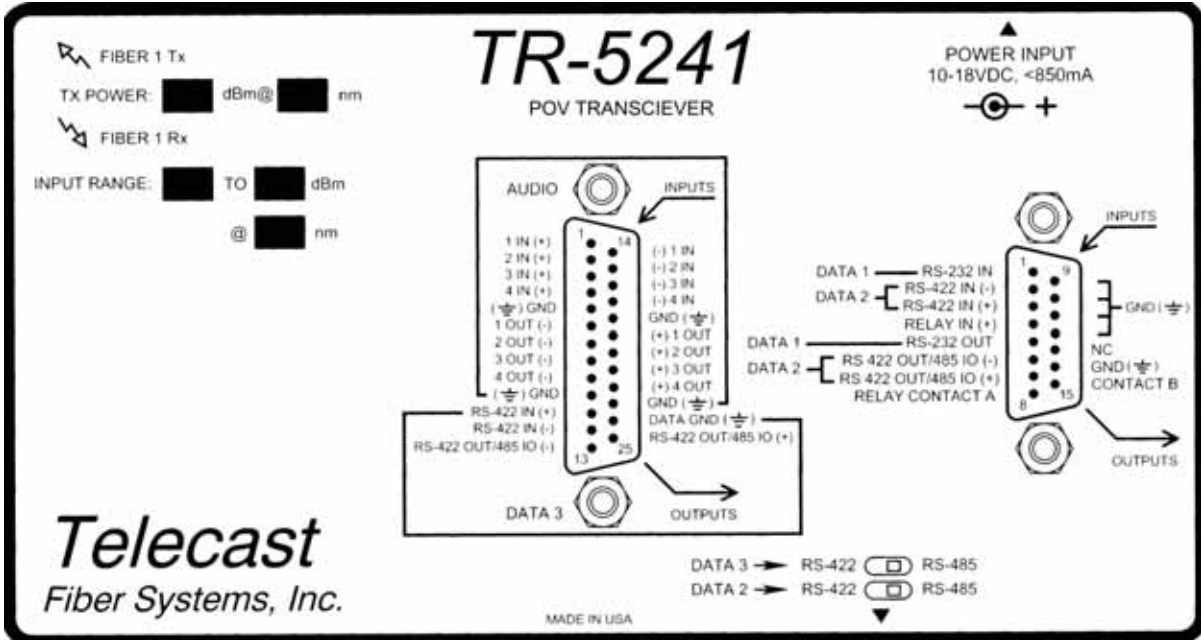 FIBER 1 Tx
TX POWER: dBm@ nm
FIBER 1 Rx
INPUT RANGE: TO dBm
@ nm
TR-5241
POV TRANSCIEVER
POWER INPUT
10-18VDC, <850mA
+
AUDIO
INPUTS
1
14
1 IN (+)
2 IN (+)
3 IN (+)
4 IN (+)
(⏚) GND
1 OUT (-)
2 OUT (-)
3 OUT (-)
4 OUT (-)
(⏚) GND
RS-422 IN (+)
RS-422 IN (-)
RS-422 OUT/485 IO (-)
(-) 1 IN
(-) 2 IN
(-) 3 IN
(-) 4 IN
GND (⏚)
(+) 1 OUT
(+) 2 OUT
(+) 3 OUT
(+) 4 OUT
GND (⏚)
DATA GND (⏚)
RS-422 OUT/485 IO (+)
13
25
DATA 3
OUTPUTS
INPUTS
1
9
DATA 1 RS-232 IN
DATA 2 RS-422 IN (-)
RS-422 IN (+)
RELAY IN (+)
DATA 1 RS-232 OUT
DATA 2 RS 422 OUT/485 IO (-)
RS 422 OUT/485 IO (+)
RELAY CONTACT A
GND (⏚)
NC
GND (⏚)
CONTACT B
8
15
OUTPUTS
DATA 3 RS-422 RS-485
DATA 2 RS-422 RS-485
Telecast
Fiber Systems, Inc.
MADE IN USA